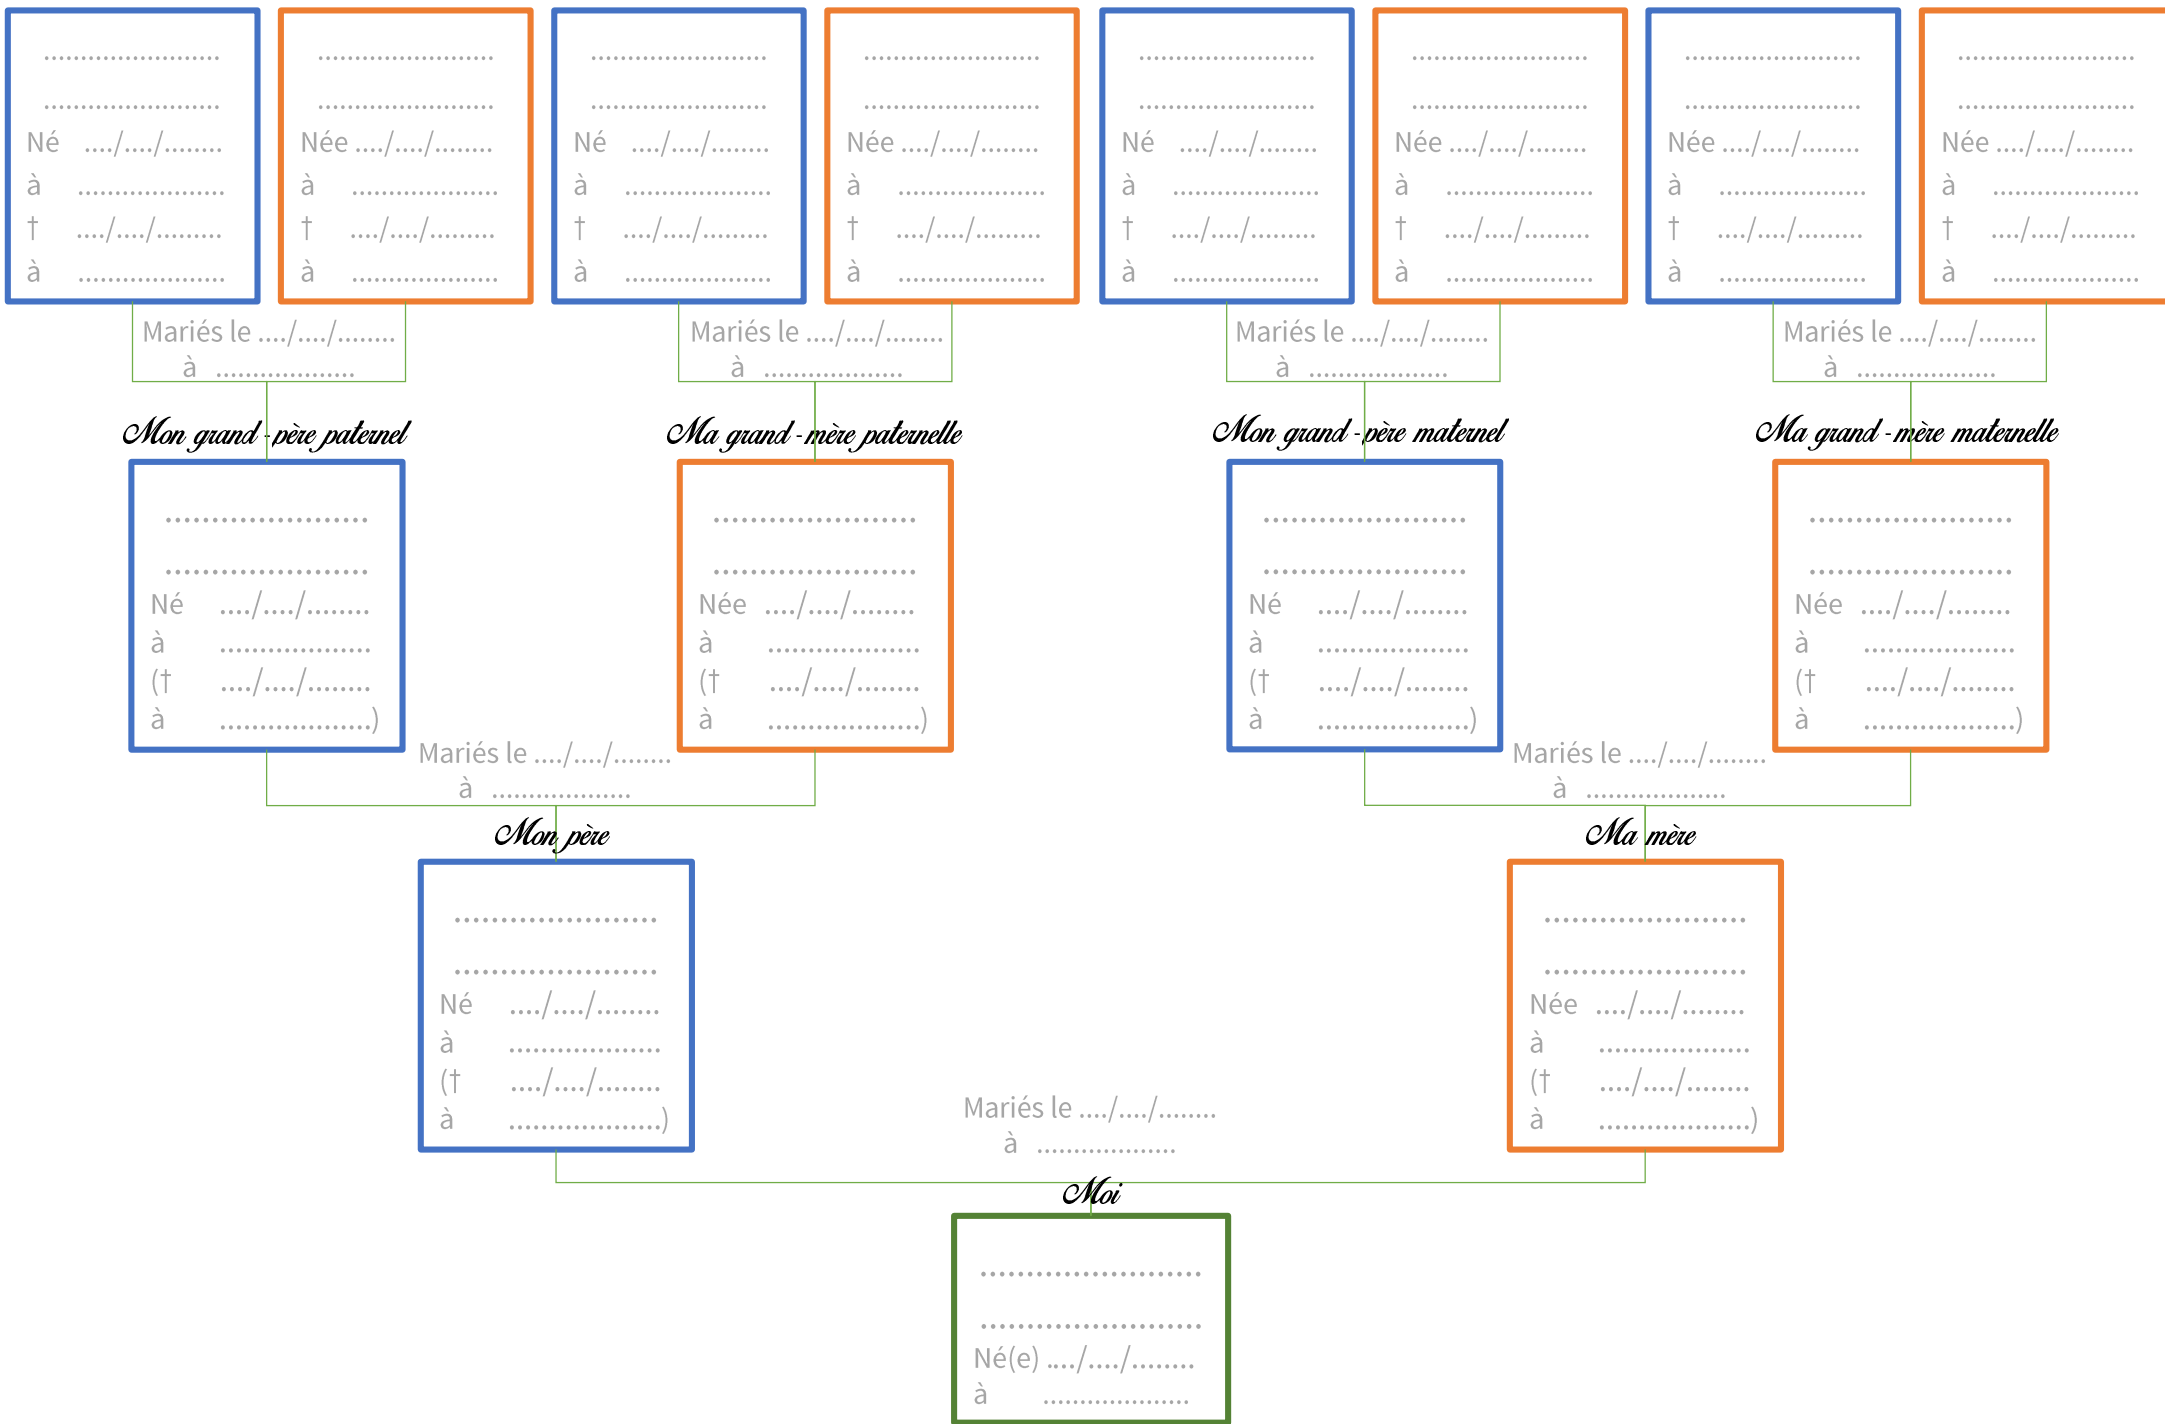 ........................ ........................ ........................ ........................ ........................ ........................ ........................ ........................
........................ ........................ ........................ ........................ ........................ ........................ ........................ ........................
Né ..../..../........ Née ..../..../........ Né ..../..../........ Née ..../..../........ Né ..../..../........ Née ..../..../........ Née ..../..../........ Née ..../..../........
à .................... à .................... à .................... à .................... à .................... à .................... à .................... à ....................
† ..../..../......... † ..../..../......... † ..../..../......... † ..../..../......... † ..../..../......... † ..../..../......... † ..../..../......... † ..../..../.........
à .................... à .................... à .................... à .................... à .................... à .................... à .................... à ....................
Mariés le ..../..../........ Mariés le ..../..../........ Mariés le ..../..../........ Mariés le ..../..../........
à ................... à ................... à ................... à ...................
Mon grand-père paternel Ma grand-mère paternelle Mon grand-père maternel Ma grand-mère maternelle
...................... ...................... ...................... ......................
...................... ...................... ...................... ......................
Né ..../..../........ Née ..../..../........ Né ..../..../........ Née ..../..../........
à ................... à ................... à ................... à ...................
(† ..../..../........ († ..../..../........ († ..../..../........ († ..../..../........
à ...................) à ...................) à ...................) à ...................)
Mariés le ..../..../........ Mariés le ..../..../........
à ................... à ...................
Mon père Ma mère
...................... ......................
...................... ......................
Né ..../..../........ Née ..../..../........
à ................... à ...................
(† ..../..../........ († ..../..../........
à ...................) à ...................)
Mariés le ..../..../........
à ...................
Moi
........................
........................
Né(e) ..../..../........
à ....................